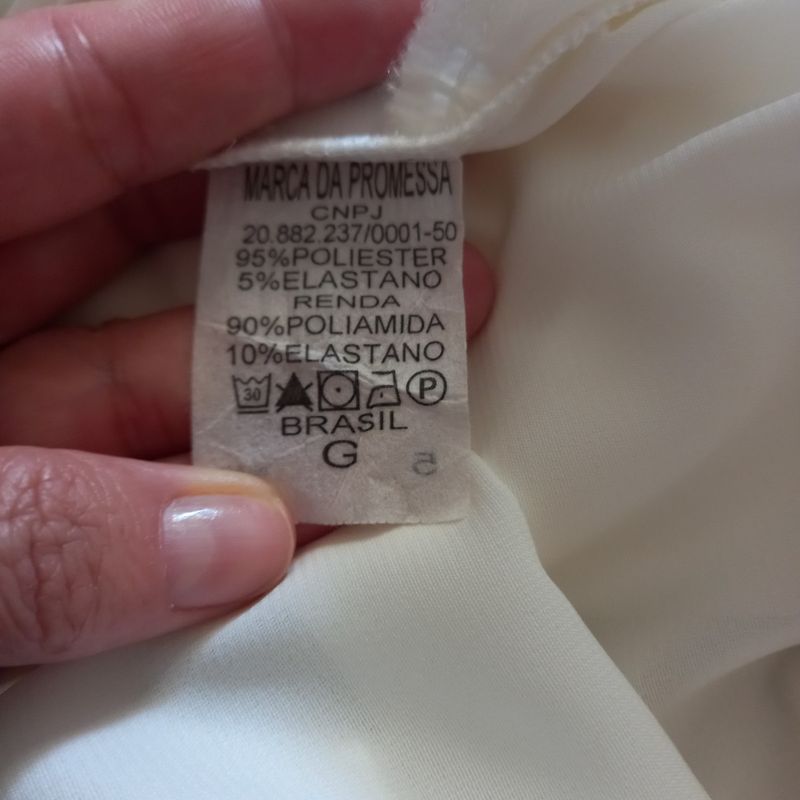 MARCA DA PROMESSA
CNPJ
20.882.237/0001-50
95%POLIESTER
5%ELASTANO
RENDA
90%POLIAMIDA
10%ELASTANO
30 P
BRASIL
G